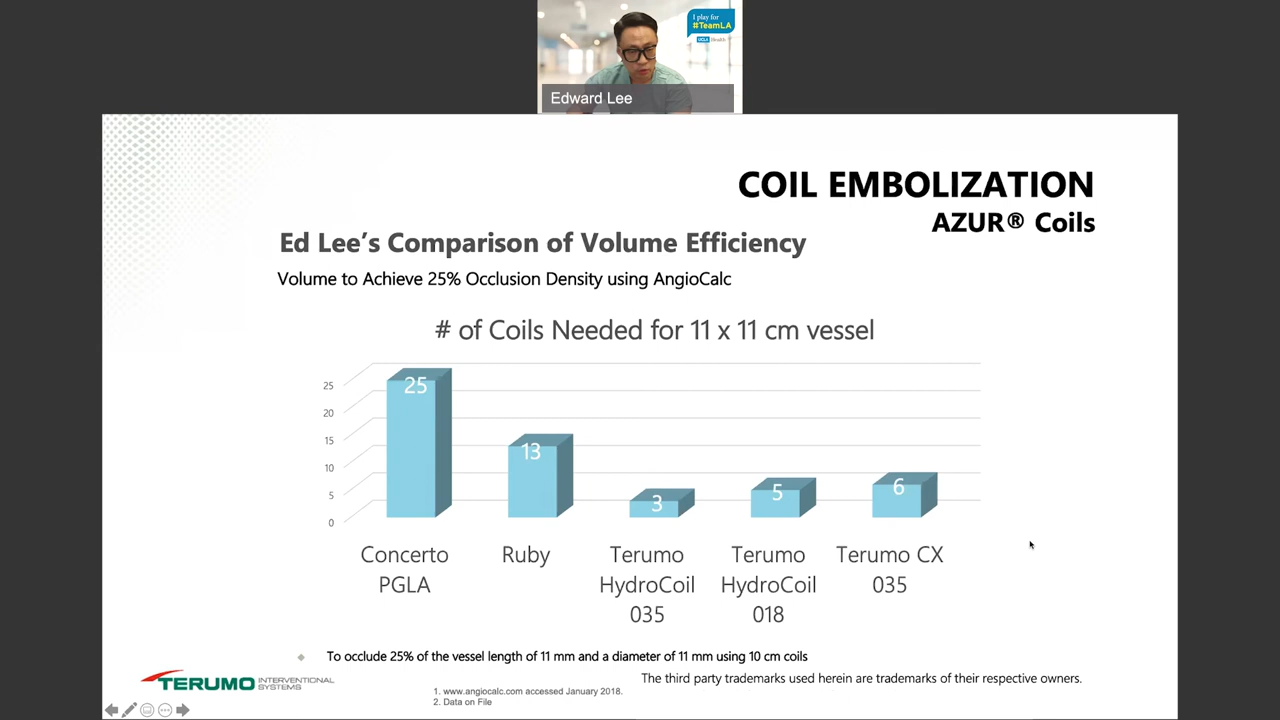 I play for
#TeamLA
UCLA Health
Edward Lee
COIL EMBOLIZATION
AZUR® Coils
Ed Lee's Comparison of Volume Efficiency
Volume to Achieve 25% Occlusion Density using AngioCalc
# of Coils Needed for 11 x 11 cm vessel
25
20
15
10
5
0
25
13
3
5
6
Concerto
PGLA
Ruby
Terumo
HydroCoil
035
Terumo
HydroCoil
018
Terumo CX
035
To occlude 25% of the vessel length of 11 mm and a diameter of 11 mm using 10 cm coils
TERUMO INTERVENTIONAL
SYSTEMS
The third party trademarks used herein are trademarks of their respective owners.
1. www.angiocalc.com accessed January 2018.
2. Data on File